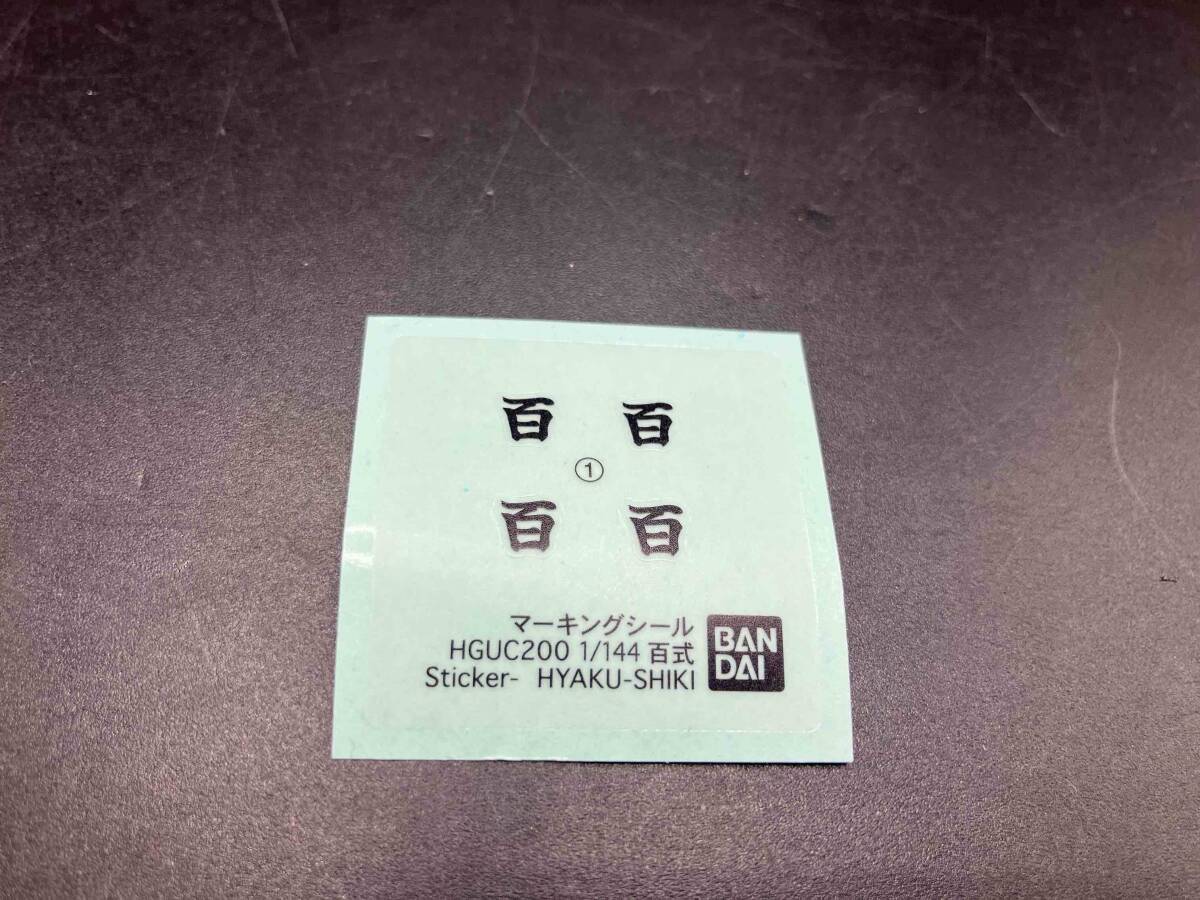 百 百
①
百 百
マーキングシール
HGUC200 1/144 百式
Sticker- HYAKU-SHIKI
BAN
DAI